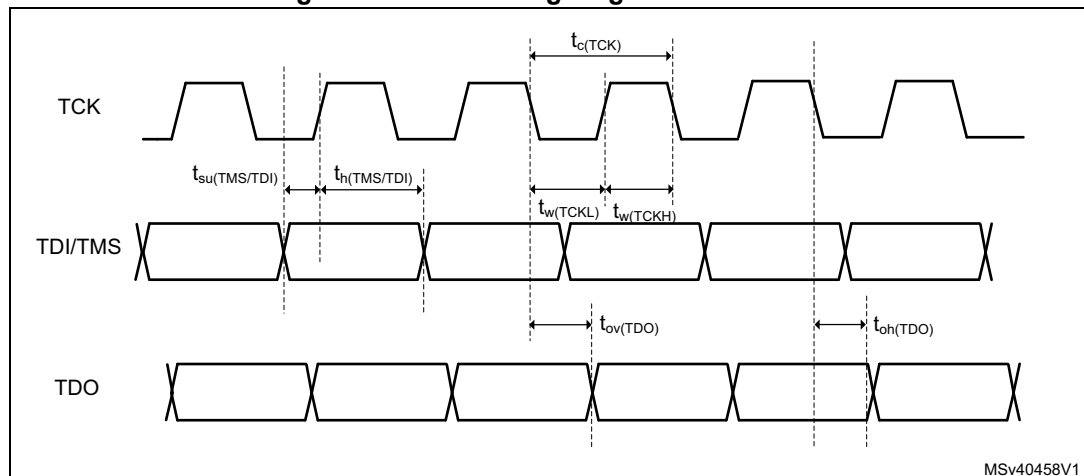 t_c(TCK)
TCK
t_su(TMS/TDI) t_h(TMS/TDI)
t_w(TCKL) t_w(TCKH)
TDI/TMS
t_ov(TDO) t_oh(TDO)
TDO
MSv40458V1